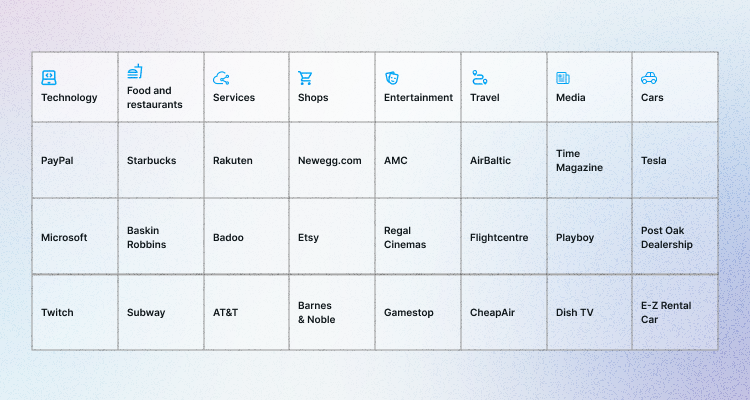 Technology
Food and
restaurants
Services
Shops
Entertainment
Travel
Media
Cars
PayPal
Starbucks
Rakuten
Newegg.com
AMC
AirBaltic
Time
Magazine
Tesla
Microsoft
Baskin
Robbins
Badoo
Etsy
Regal
Cinemas
Flightcentre
Playboy
Post Oak
Dealership
Twitch
Subway
AT&T
Barnes
& Noble
Gamestop
CheapAir
Dish TV
E-Z Rental
Car